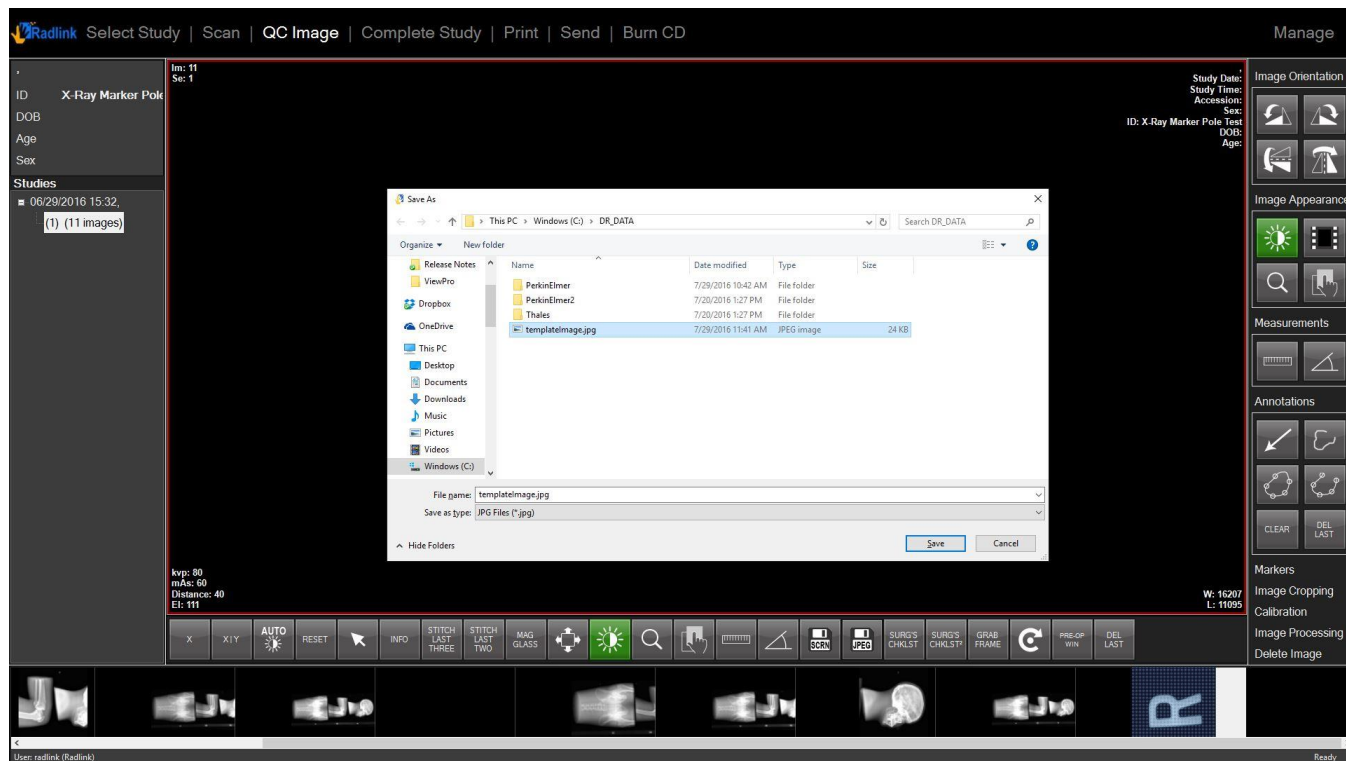 Radlink Select Study | Scan | QC Image | Complete Study | Print | Send | Burn CD Manage
,
ID X-Ray Marker Pole
DOB
Age
Sex
Studies
06/29/2016 15:32,
(1) (11 images)
Im: 11
Se: 1
,
Study Date:
Study Time:
Accession:
Sex:
ID: X-Ray Marker Pole Test
DOB:
Age:
Save As
This PC > Windows (C:) > DR_DATA
Search DR_DATA
Organize New folder
Release Notes
ViewPro
Dropbox
OneDrive
This PC
Desktop
Documents
Downloads
Music
Pictures
Videos
Windows (C:)
Name Date modified Type Size
PerkinElmer 7/29/2016 10:42 AM File folder
PerkinElmer2 7/20/2016 1:27 PM File folder
Thales 7/20/2016 1:27 PM File folder
templateImage.jpg 7/29/2016 11:41 AM JPEG image 24 KB
File name: templateImage.jpg
Save as type: JPG Files (*.jpg)
Hide Folders
Save Cancel
kvp: 80
mAs: 60
Distance: 40
EI: 111
W: 16207
L: 11095
Image Orientation
Image Appearance
Measurements
Annotations
CLEAR
DEL
LAST
Markers
Image Cropping
Calibration
Image Processing
Delete Image
X
X|Y
AUTO
RESET
INFO
STITCH
LAST
THREE
STITCH
LAST
TWO
MAG
GLASS
SCRN
JPEG
SURG'S
CHKLST
SURG'S
CHKLST²
GRAB
FRAME
PRE-OP
WIN
DEL
LAST
R
User: radlink (Radlink)
Ready